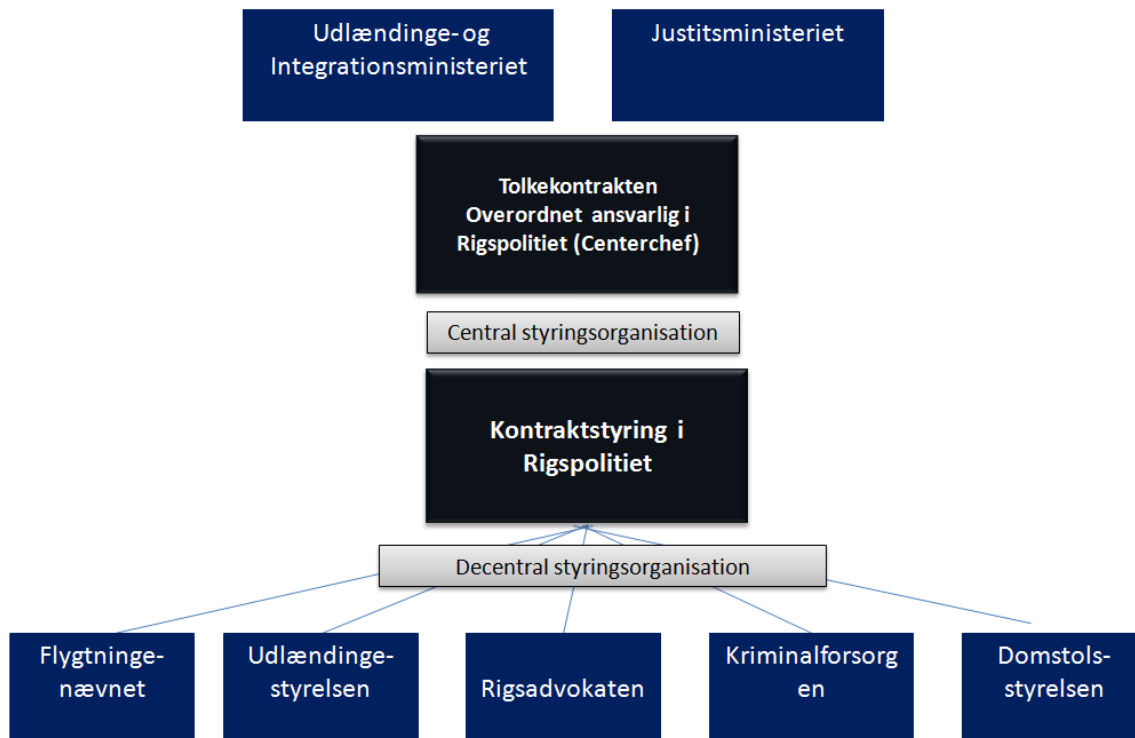 Udlændinge- og
Integrationsministeriet
Justitsministeriet
Tolkekontrakten
Overordnet ansvarlig i
Rigspolitiet (Centerchef)
Central styringsorganisation
Kontraktstyring i
Rigspolitiet
Decentral styringsorganisation
Flygtninge-
nævnet
Udlændinge-
styrelsen
Rigsadvokaten
Kriminalforsorg
en
Domstols-
styrelsen